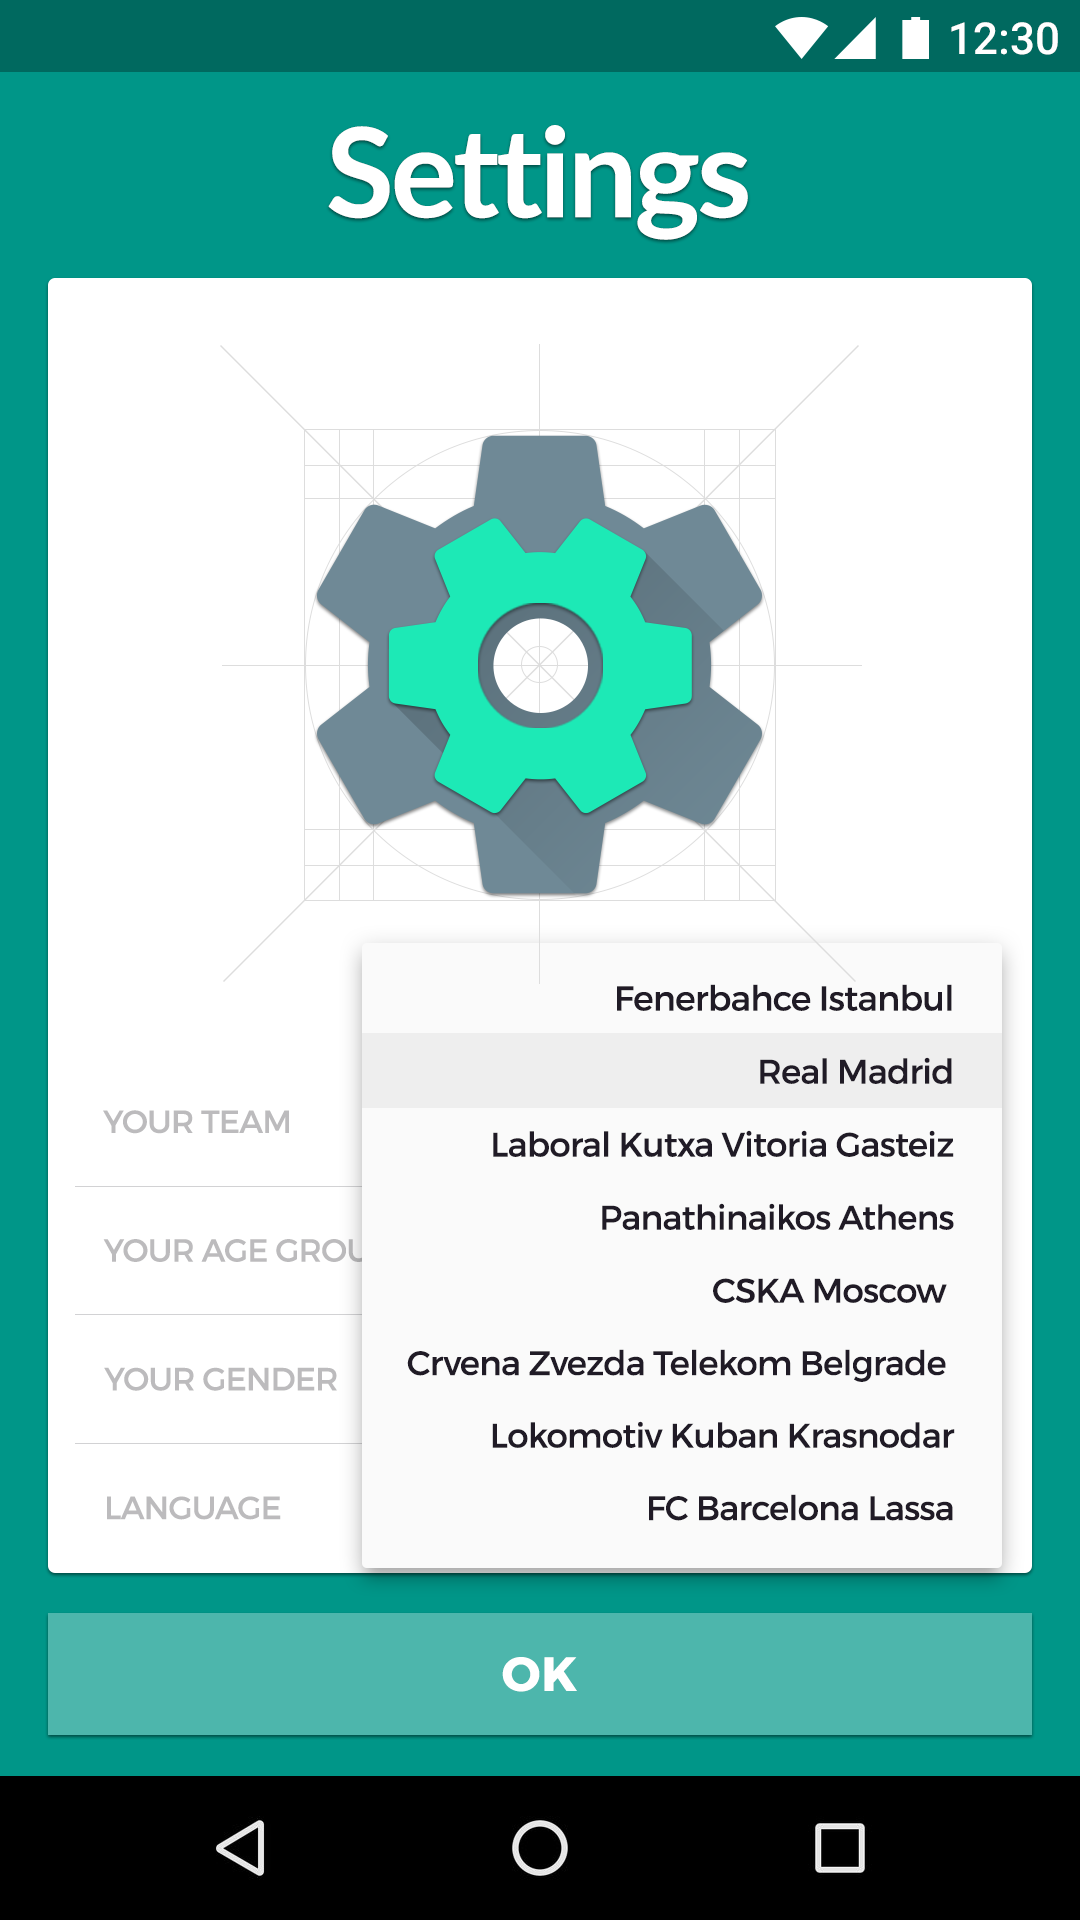 12:30
Settings
Fenerbahce Istanbul
Real Madrid
YOUR TEAM
Laboral Kutxa Vitoria Gasteiz
Panathinaikos Athens
YOUR AGE GROU
CSKA Moscow
Crvena Zvezda Telekom Belgrade
YOUR GENDER
Lokomotiv Kuban Krasnodar
LANGUAGE
FC Barcelona Lassa
OK